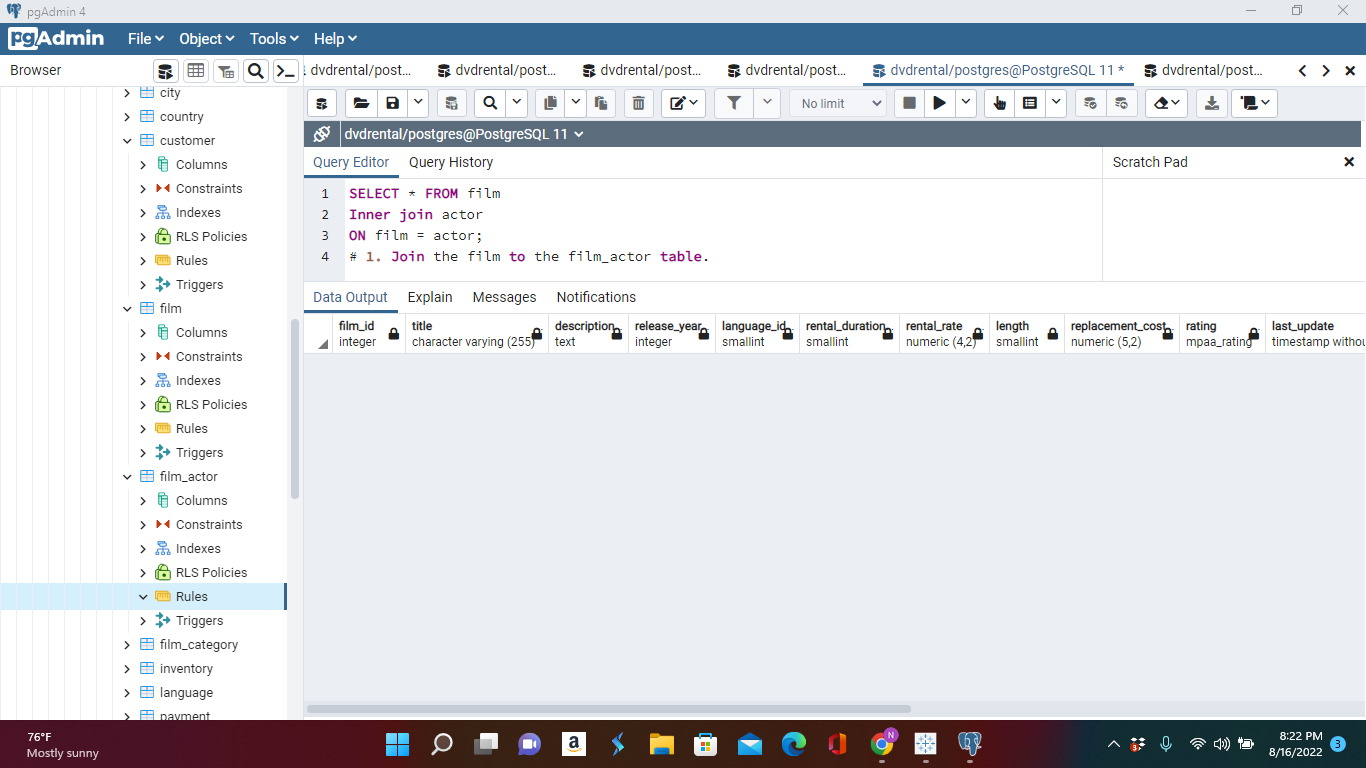 pgAdmin 4
pgAdmin File Object Tools Help
Browser
dvdrental/post...
dvdrental/post...
dvdrental/post...
dvdrental/post...
dvdrental/postgres@PostgreSQL 11 *
dvdrental/post...
No limit
dvdrental/postgres@PostgreSQL 11
Query Editor Query History
Scratch Pad
1 SELECT * FROM film
2 Inner join actor
3 ON film = actor;
4 # 1. Join the film to the film_actor table.
Data Output Explain Messages Notifications
film_id
integer
title
character varying (255)
description
text
release_year
integer
language_id
smallint
rental_duration
smallint
rental_rate
numeric (4,2)
length
smallint
replacement_cost
numeric (5,2)
rating
mpaa_rating
last_update
timestamp withou
city
country
customer
Columns
Constraints
Indexes
RLS Policies
Rules
Triggers
film
Columns
Constraints
Indexes
RLS Policies
Rules
Triggers
film_actor
Columns
Constraints
Indexes
RLS Policies
Rules
Triggers
film_category
inventory
language
payment
76°F
Mostly sunny
a
N
8:22 PM
8/16/2022
3